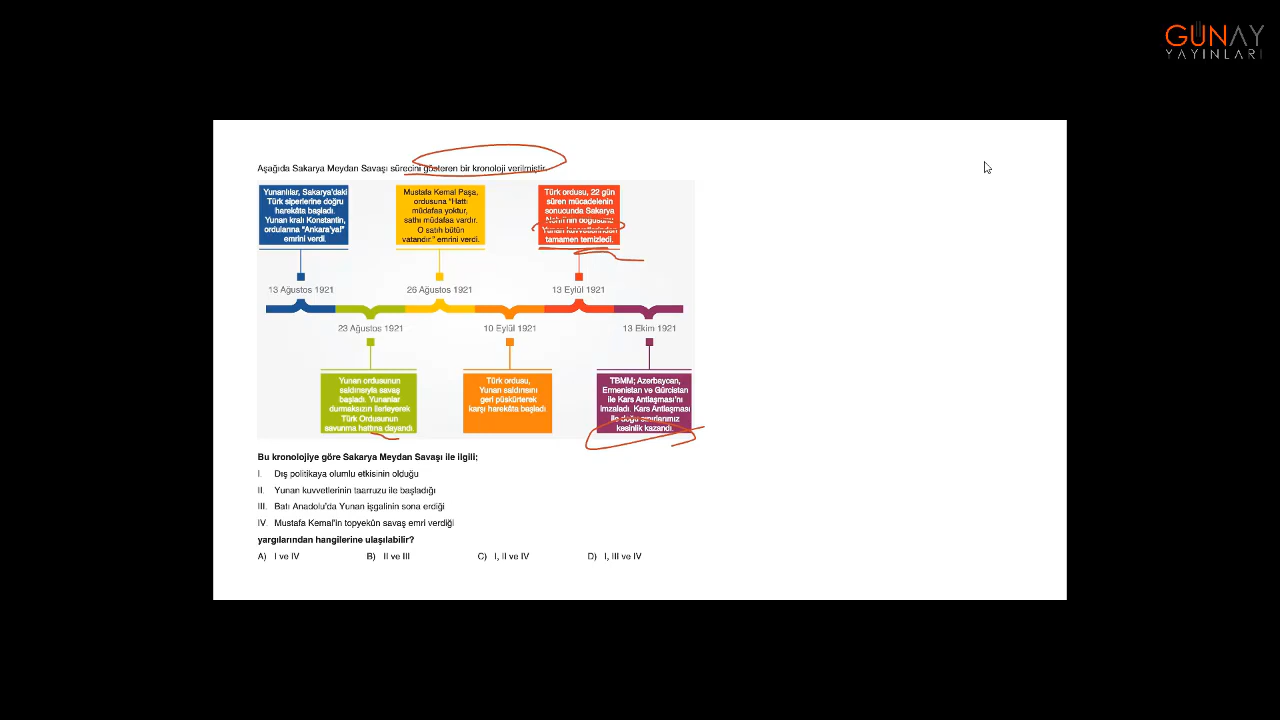 GÜNAY
YAYINLARI
Aşağıda Sakarya Meydan Savaşı sürecini gösteren bir kronoloji verilmiştir.
Yunanlılar, Sakarya'daki
Türk siperlerine doğru
harekâta başladı.
Yunan kralı Konstantin,
ordularına "Ankara'ya!"
emrini verdi.
Mustafa Kemal Paşa,
ordusuna "Hattı
müdafaa yoktur,
sathı müdafaa vardır.
O satıh bütün
vatandır." emrini verdi.
Türk ordusu, 22 gün
süren mücadelenin
sonucunda Sakarya
Nehri'nin doğusunu
Yunan kuvvetlerinden
tamamen temizledi.
13 Ağustos 1921
26 Ağustos 1921
13 Eylül 1921
23 Ağustos 1921
10 Eylül 1921
13 Ekim 1921
Yunan ordusunun
saldırısıyla savaş
başladı. Yunanlar
durmaksızın ilerleyerek
Türk Ordusunun
savunma hattına dayandı.
Türk ordusu,
Yunan saldırısını
geri püskürterek
karşı harekâta başladı.
TBMM; Azerbaycan,
Ermenistan ve Gürcistan
ile Kars Antlaşması'nı
imzaladı. Kars Antlaşması
ile doğu sınırlarımız
kesinlik kazandı.
Bu kronolojiye göre Sakarya Meydan Savaşı ile ilgili;
I. Dış politikaya olumlu etkisinin olduğu
II. Yunan kuvvetlerinin taarruzu ile başladığı
III. Batı Anadolu'da Yunan işgalinin sona erdiği
IV. Mustafa Kemal'in topyekûn savaş emri verdiği
yargılarından hangilerine ulaşılabilir?
A) I ve IV B) II ve III C) I, II ve IV D) I, III ve IV